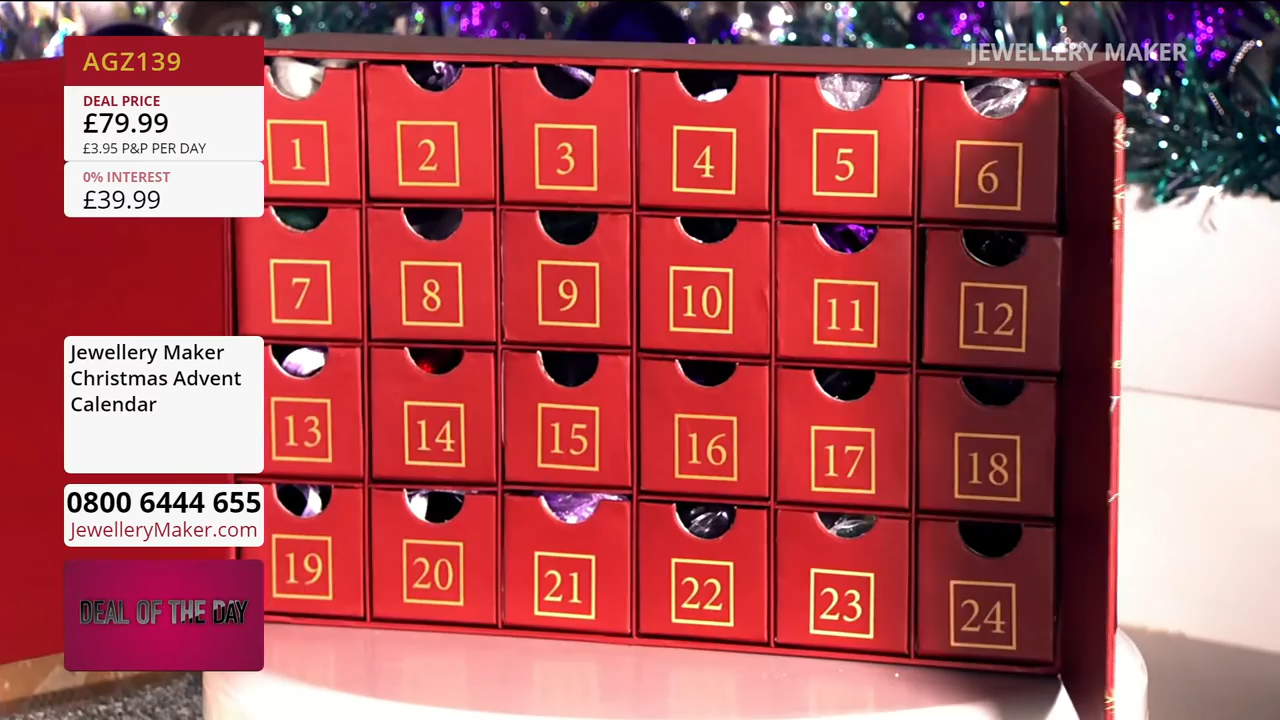 AGZ139
JEWELLERY MAKER
DEAL PRICE
£79.99
£3.95 P&P PER DAY
0% INTEREST
£39.99
1 2 3 4 5 6
7 8 9 10 11 12
Jewellery Maker
Christmas Advent
Calendar
13 14 15 16 17 18
0800 6444 655
JewelleryMaker.com
19 20 21 22 23 24
DEAL OF THE DAY